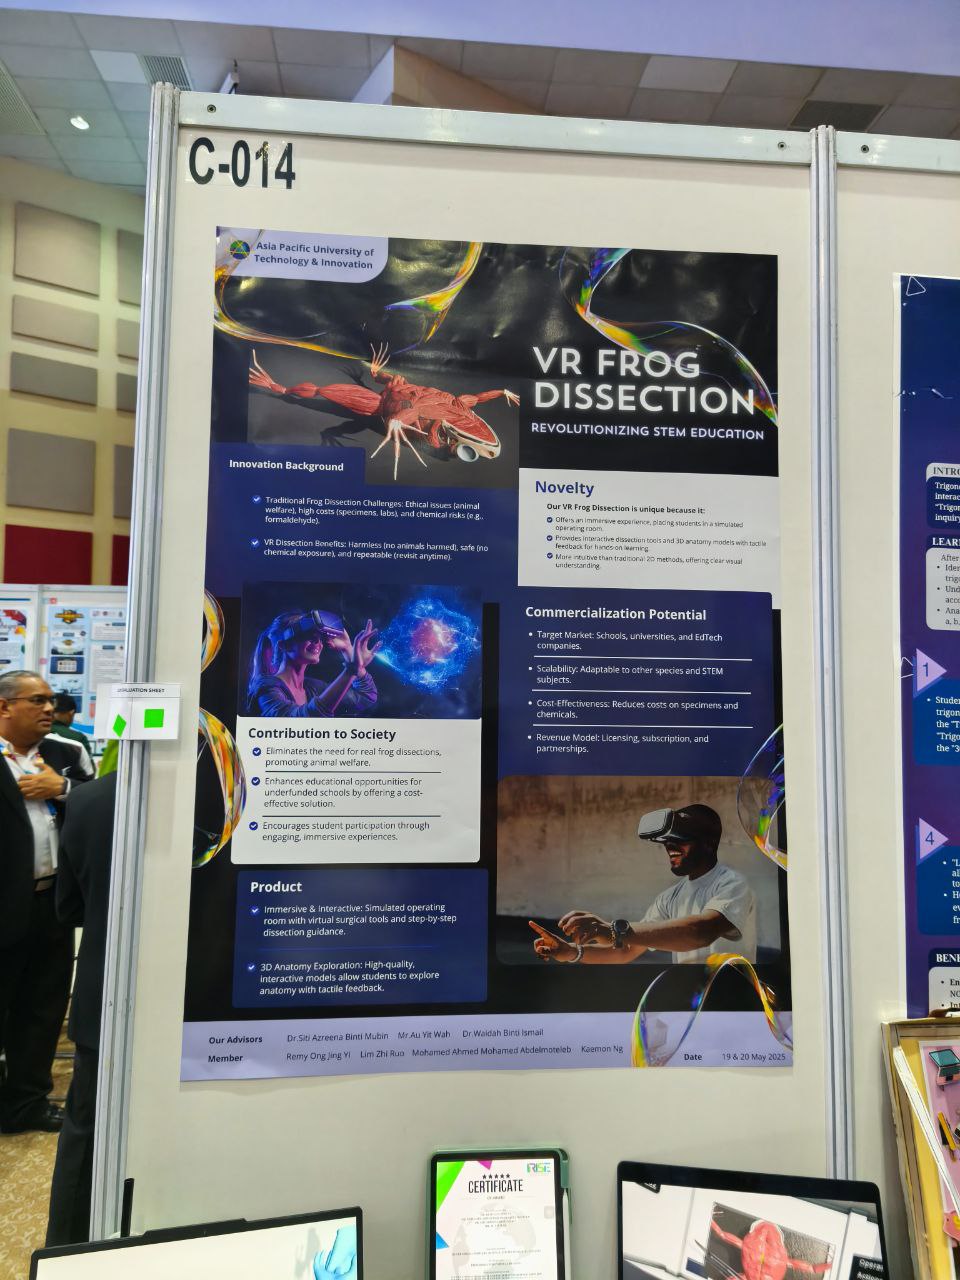 C-014
Asia Pacific University of
Technology & Innovation
VR FROG
DISSECTION
REVOLUTIONIZING STEM EDUCATION
Innovation Background
Traditional Frog Dissection Challenges: Ethical issues (animal
welfare), high costs (specimens, labs), and chemical risks (e.g.,
formaldehyde).
VR Dissection Benefits: Harmless (no animals harmed), safe (no
chemical exposure), and repeatable (revisit anytime).
Novelty
Our VR Frog Dissection is unique because it:
Offers an immersive experience, placing students in a simulated
operating room.
Provides interactive dissection tools and 3D anatomy models with tactile
feedback for hands-on learning.
More intuitive than traditional 2D methods, offering clear visual
understanding.
Commercialization Potential
• Target Market: Schools, universities, and EdTech
companies.
• Scalability: Adaptable to other species and STEM
subjects.
• Cost-Effectiveness: Reduces costs on specimens and
chemicals.
• Revenue Model: Licensing, subscription, and
partnerships.
Contribution to Society
Eliminates the need for real frog dissections,
promoting animal welfare.
Enhances educational opportunities for
underfunded schools by offering a cost-
effective solution.
Encourages student participation through
engaging, immersive experiences.
Product
Immersive & Interactive: Simulated operating
room with virtual surgical tools and step-by-step
dissection guidance.
3D Anatomy Exploration: High-quality,
interactive models allow students to explore
anatomy with tactile feedback.
Our Advisors Dr.Siti Azreena Binti Mubin Mr.Au Yit Wah Dr.Waidah Binti Ismail
Member Remy Ong Jing Yi Lim Zhi Ruo Mohamed Ahmed Mohamed Abdelmoteleb Kaemon Ng
Date 19 & 20 May 2025
EVALUATION SHEET
CERTIFICATE
1
4